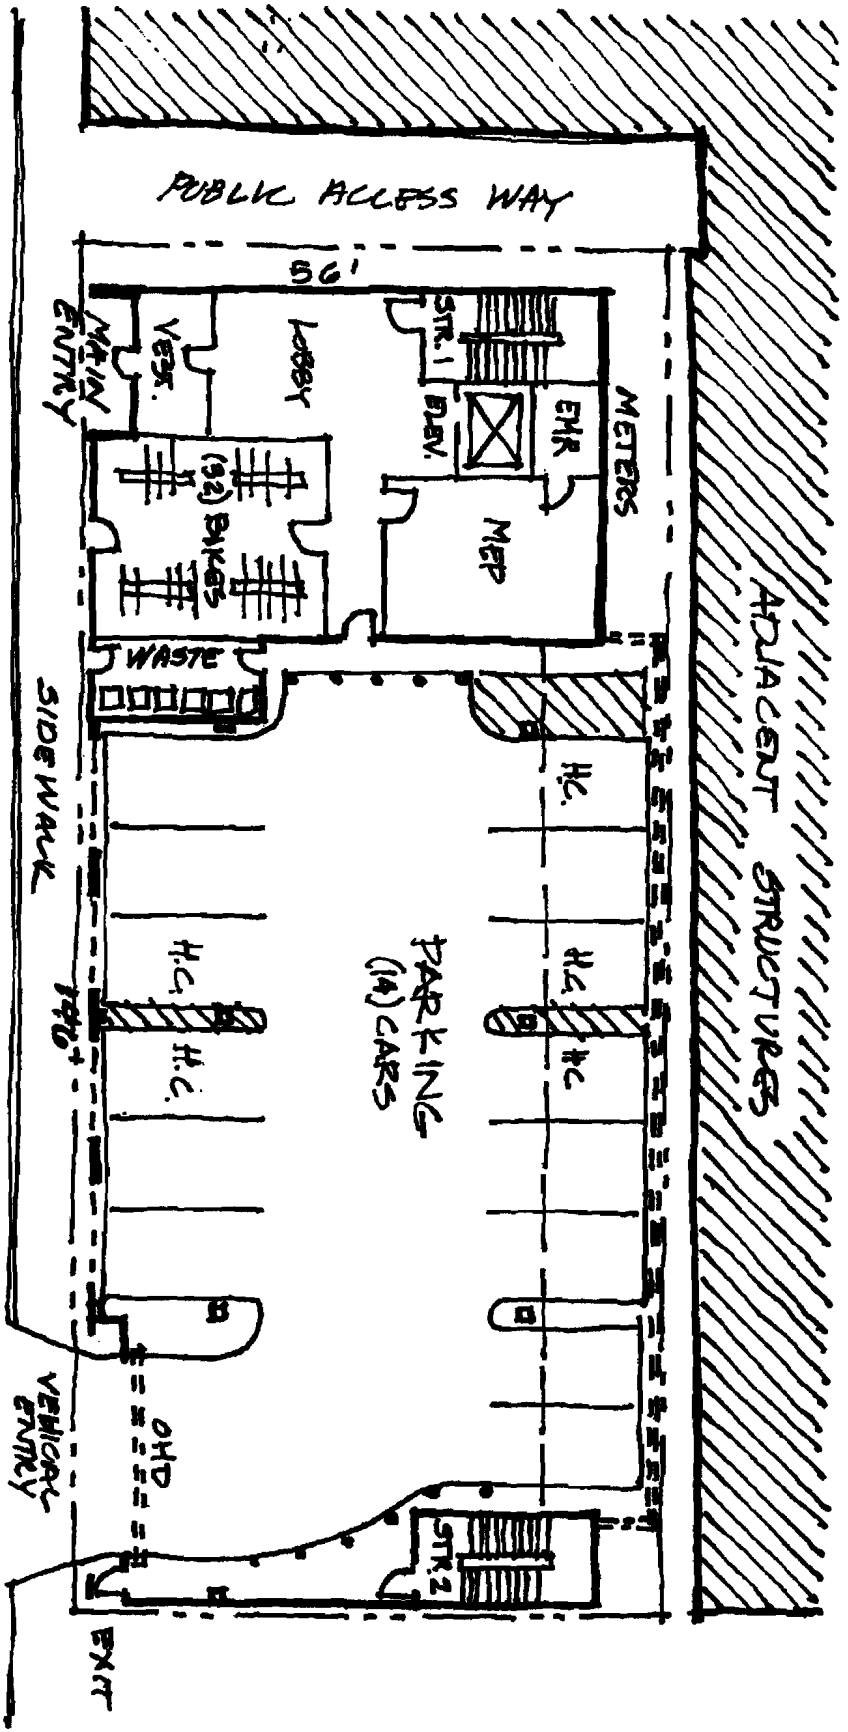 PUBLIC ACCESS WAY
56'
MAIN
ENTRY
VEST.
LOBBY
STR. 1
ELEV.
EMR
METERS
MEP
(32) BIKES
WASTE
SIDEWALK
ADJACENT STRUCTURES
H.C.
H.C.
H.C.
H.C.
H.C.
PARKING
(14) CARS
OHD
VEHICAL
ENTRY
STR. 2
EXIT